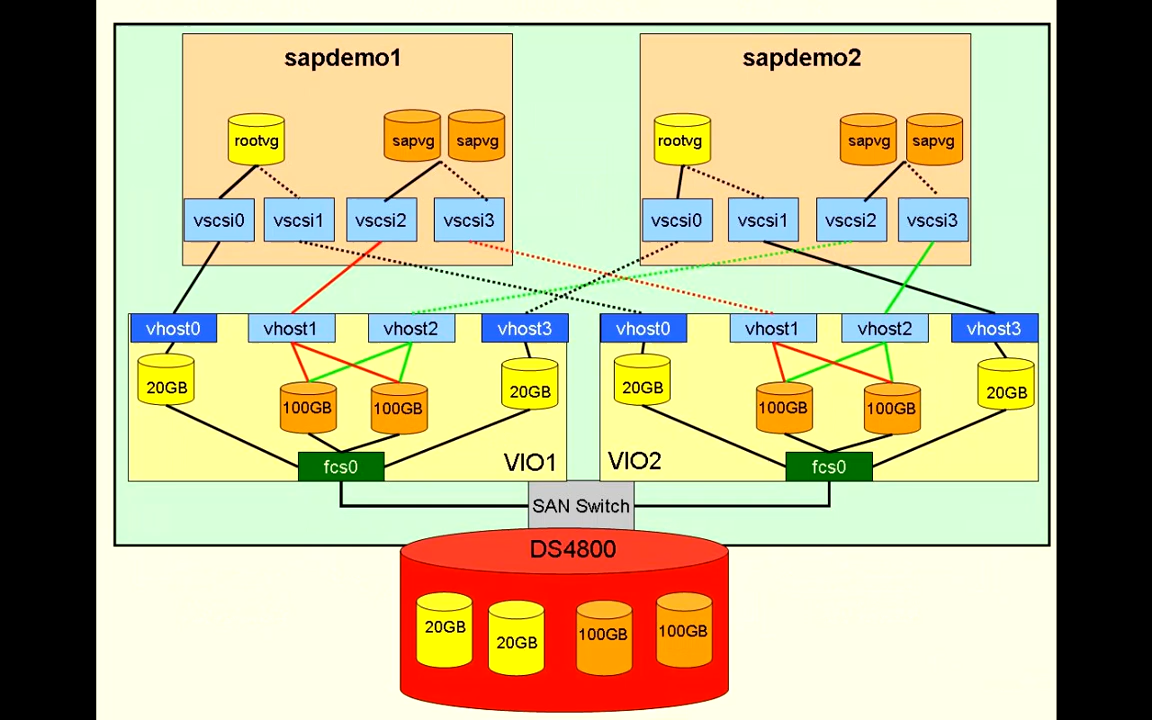 sapdemo1
sapdemo2
rootvg
sapvg
sapvg
rootvg
sapvg
sapvg
vscsi0
vscsi1
vscsi2
vscsi3
vscsi0
vscsi1
vscsi2
vscsi3
vhost0
vhost1
vhost2
vhost3
vhost0
vhost1
vhost2
vhost3
20GB
100GB
100GB
20GB
20GB
100GB
100GB
20GB
fcs0
VIO1
VIO2
fcs0
SAN Switch
DS4800
20GB
20GB
100GB
100GB